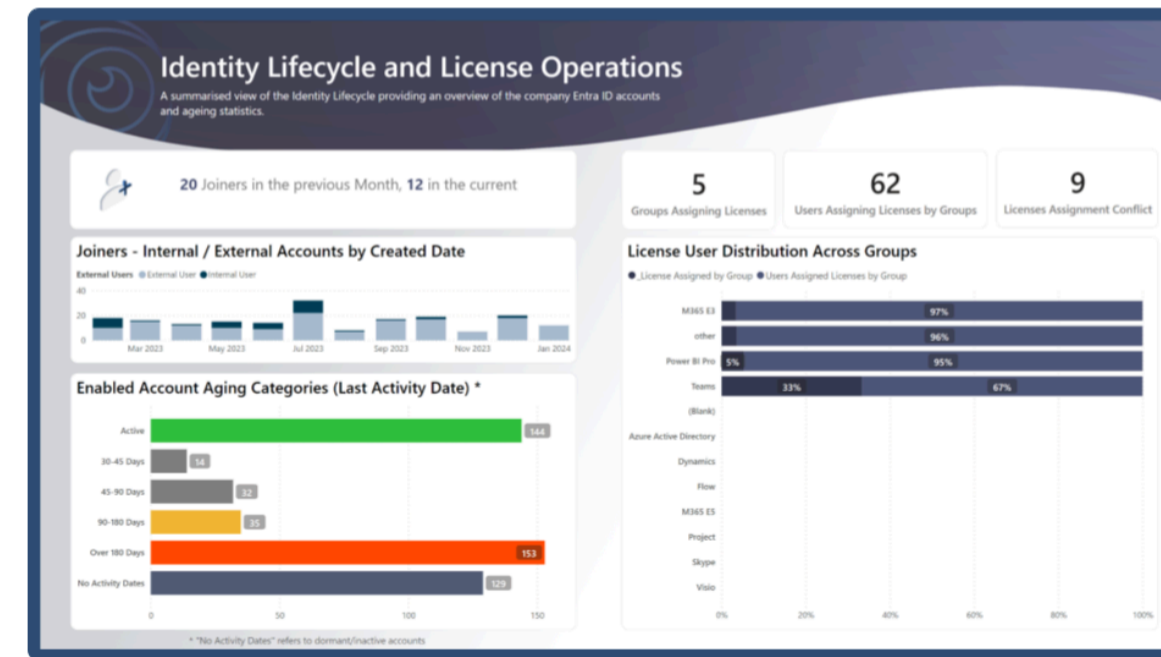 Identity Lifecycle and License Operations
A summarised view of the Identity Lifecycle providing an overview of the company Entra ID accounts
and ageing statistics.
20 Joiners in the previous Month, 12 in the current
5
Groups Assigning Licenses
62
Users Assigning Licenses by Groups
9
Licenses Assignment Conflict
Joiners - Internal / External Accounts by Created Date
External Users External User Internal User
40
20
0
Mar 2023
May 2023
Jul 2023
Sep 2023
Nov 2023
Jan 2024
Enabled Account Aging Categories (Last Activity Date) *
Active
144
30-45 Days
14
45-90 Days
32
90-180 Days
35
Over 180 Days
153
No Activity Dates
129
0
50
100
150
* "No Activity Dates" refers to dormant/inactive accounts
License User Distribution Across Groups
_License Assigned by Group Users Assigned Licenses by Group
M365 E3
97%
other
96%
Power BI Pro
5%
95%
Teams
33%
67%
(Blank)
Azure Active Directory
Dynamics
Flow
M365 E5
Project
Skype
Visio
0%
20%
40%
60%
80%
100%